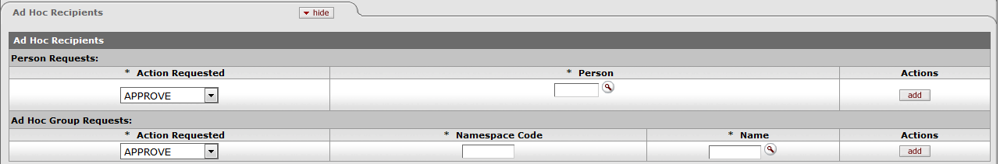 Ad Hoc Recipients hide
Ad Hoc Recipients
Person Requests:
* Action Requested * Person Actions
APPROVE add
Ad Hoc Group Requests:
* Action Requested * Namespace Code * Name Actions
APPROVE add